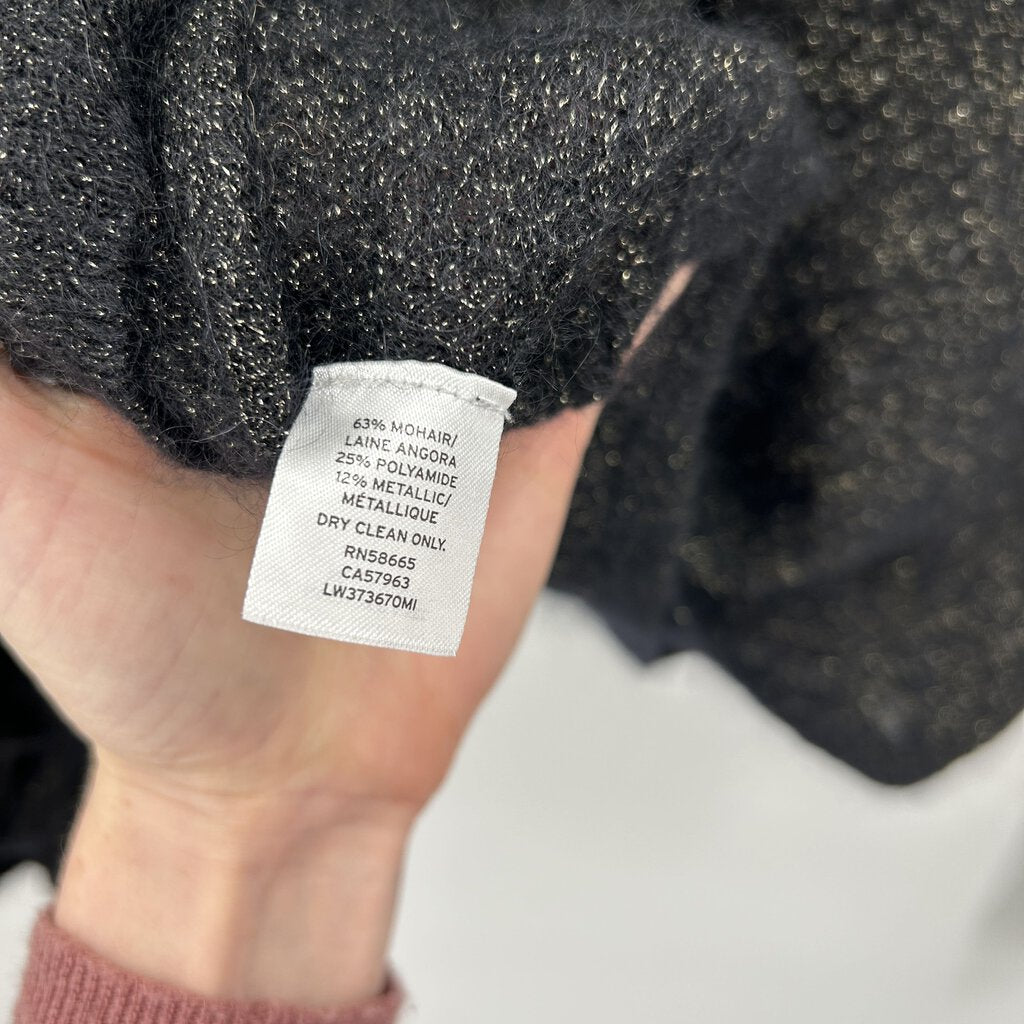 63% MOHAIR/
LAINE ANGORA
25% POLYAMIDE
12% METALLIC/
MÉTALLIQUE
DRY CLEAN ONLY.
RN58665
CA57963
LW373670MI